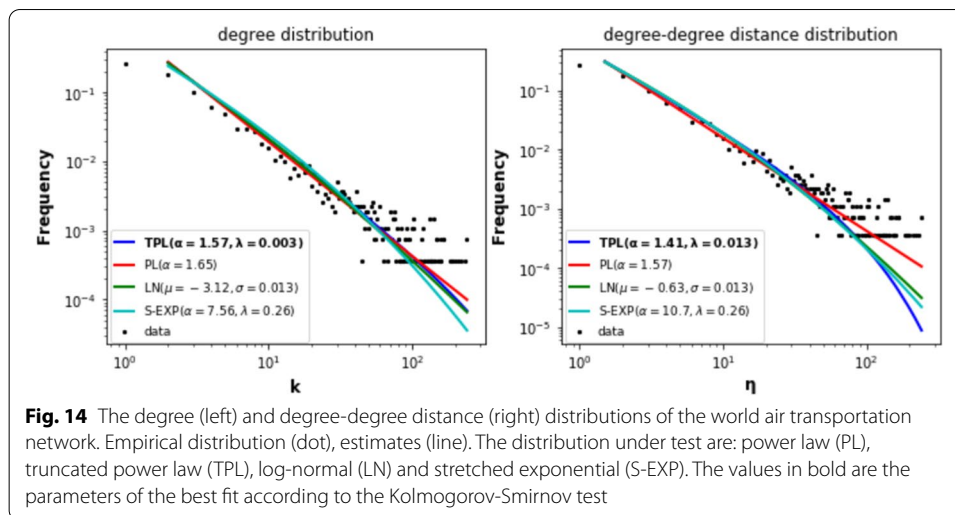 degree distribution
Frequency
10⁻¹
10⁻²
10⁻³
10⁻⁴
TPL(α = 1.57, λ = 0.003)
PL(α = 1.65)
LN(μ = − 3.12, σ = 0.013)
S-EXP(α = 7.56, λ = 0.26)
data
10⁰
10¹
10²
k
degree-degree distance distribution
Frequency
10⁻¹
10⁻²
10⁻³
10⁻⁴
10⁻⁵
TPL(α = 1.41, λ = 0.013)
PL(α = 1.57)
LN(μ = − 0.63, σ = 0.013)
S-EXP(α = 10.7, λ = 0.26)
data
10⁰
10¹
10²
η
Fig. 14 The degree (left) and degree-degree distance (right) distributions of the world air transportation
network. Empirical distribution (dot), estimates (line). The distribution under test are: power law (PL),
truncated power law (TPL), log-normal (LN) and stretched exponential (S-EXP). The values in bold are the
parameters of the best fit according to the Kolmogorov-Smirnov test